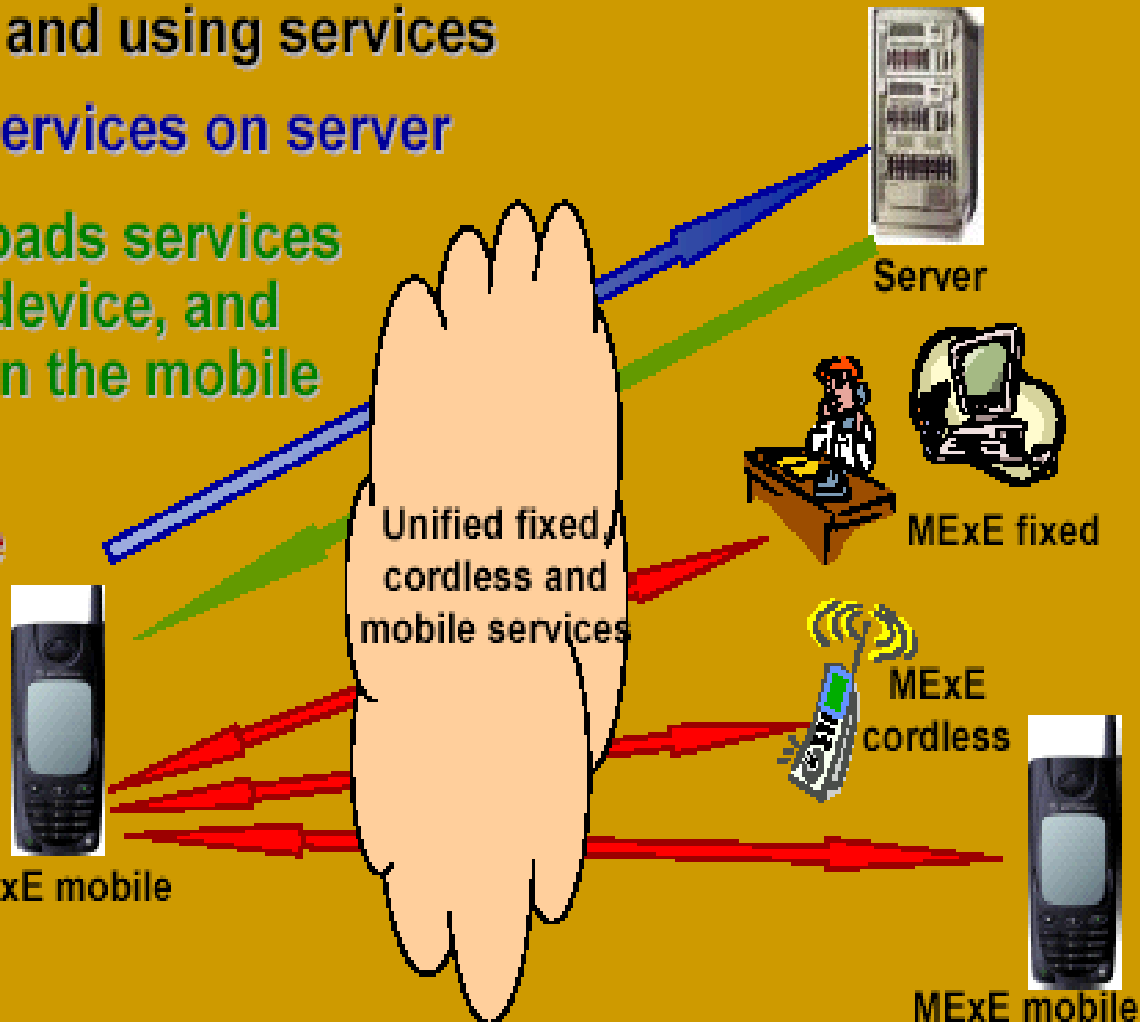 and using services
ervices on server
oads services
device, and
n the mobile
e
Server
MExE fixed
Unified fixed,
cordless and
mobile services
MExE
cordless
xE mobile
MExE mobile